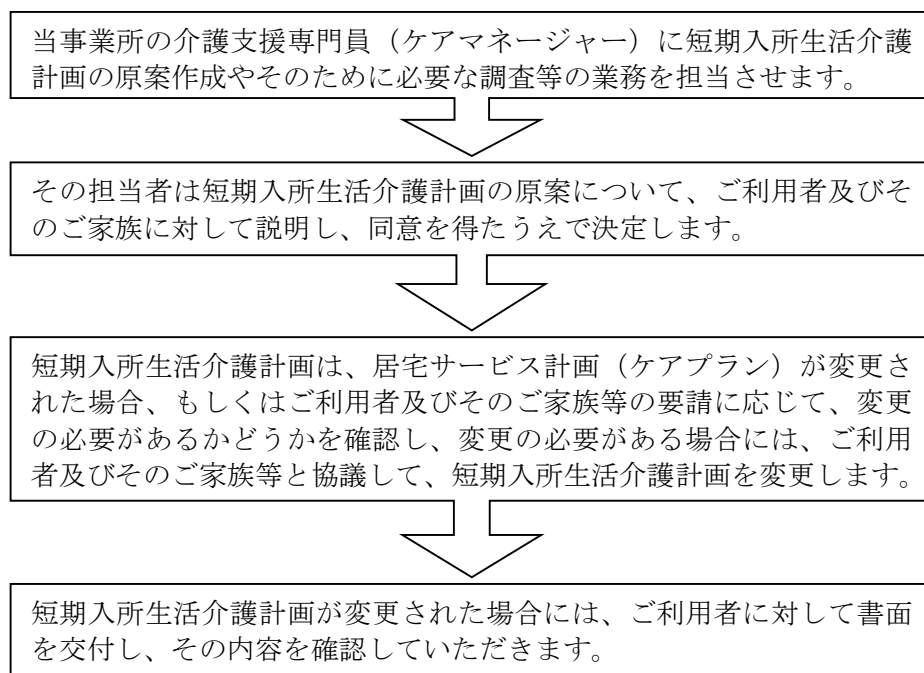 当事業所の介護支援専門員（ケアマネージャー）に短期入所生活介護
計画の原案作成やそのために必要な調査等の業務を担当させます。
その担当者は短期入所生活介護計画の原案について、ご利用者及びそ
のご家族に対して説明し、同意を得たうえで決定します。
短期入所生活介護計画は、居宅サービス計画（ケアプラン）が変更さ
れた場合、もしくはご利用者及びそのご家族等の要請に応じて、変更
の必要があるかどうかを確認し、変更の必要がある場合には、ご利用
者及びそのご家族等と協議して、短期入所生活介護計画を変更します。
短期入所生活介護計画が変更された場合には、ご利用者に対して書面
を交付し、その内容を確認していただきます。